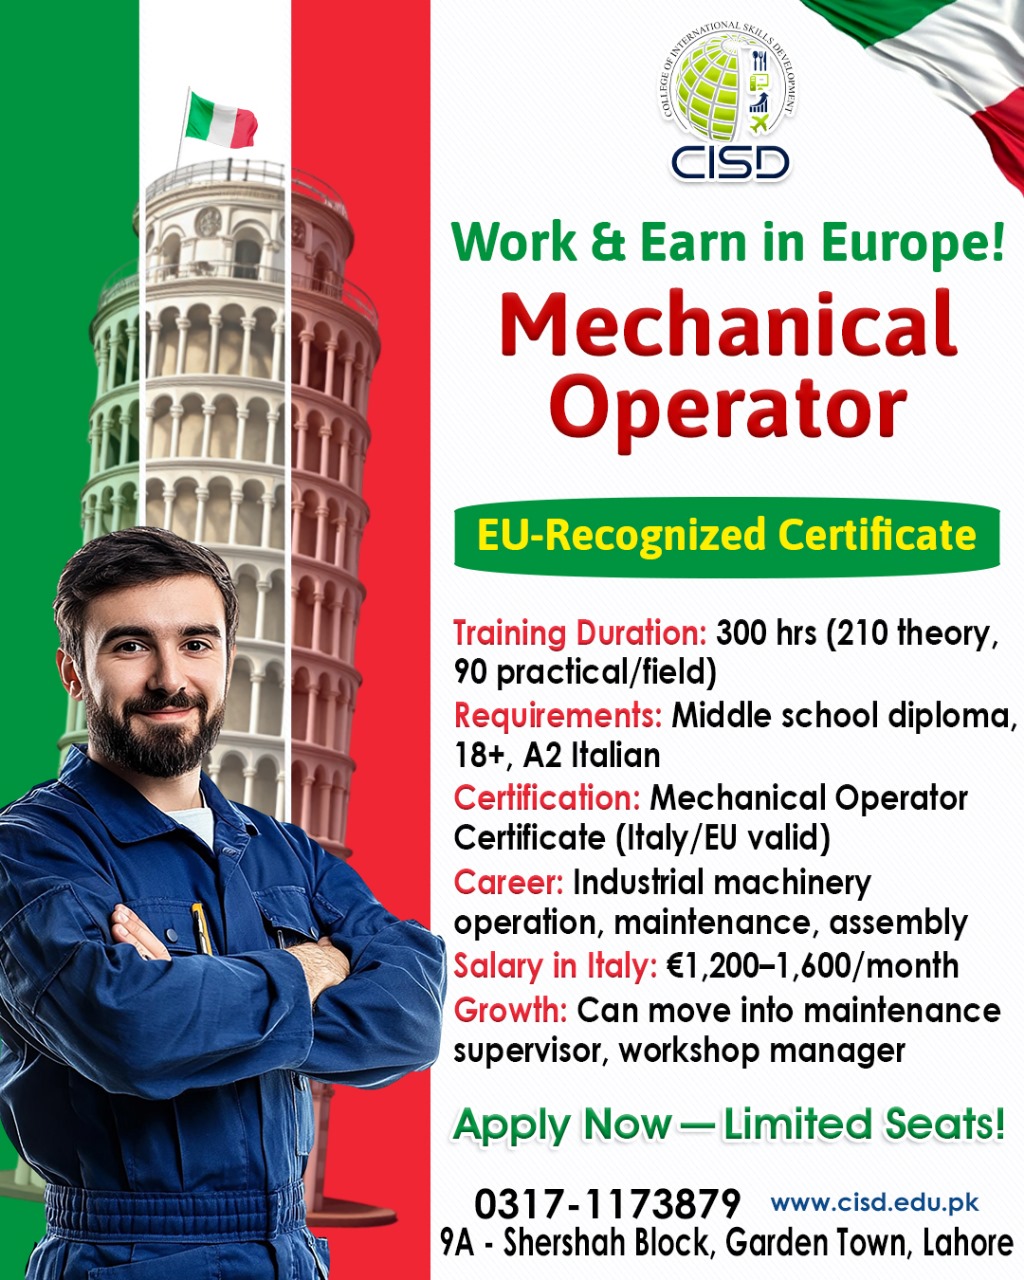 COLLEGE OF INTERNATIONAL SKILLS DEVELOPMENT
CISD
Work & Earn in Europe!
Mechanical
Operator
EU-Recognized Certificate
Training Duration: 300 hrs (210 theory,
90 practical/field)
Requirements: Middle school diploma,
18+, A2 Italian
Certification: Mechanical Operator
Certificate (Italy/EU valid)
Career: Industrial machinery
operation, maintenance, assembly
Salary in Italy: €1,200–1,600/month
Growth: Can move into maintenance
supervisor, workshop manager
Apply Now — Limited Seats!
0317-1173879 www.cisd.edu.pk
9A - Shershah Block, Garden Town, Lahore